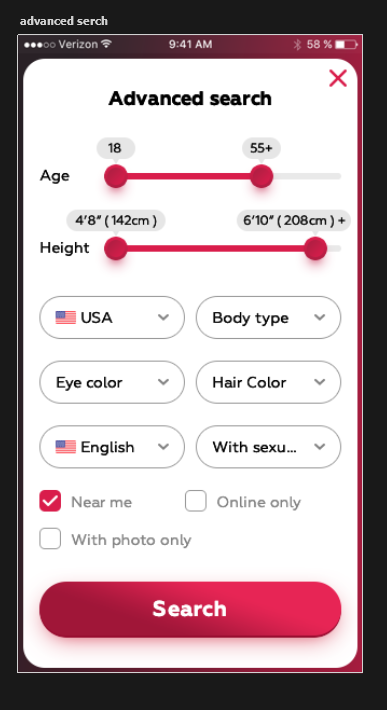 advanced serch
Verizon 9:41 AM 58 %
Advanced search
18 55+
Age
4'8" ( 142cm ) 6'10" ( 208cm ) +
Height
USA Body type
Eye color Hair Color
English With sexu...
Near me Online only
With photo only
Search